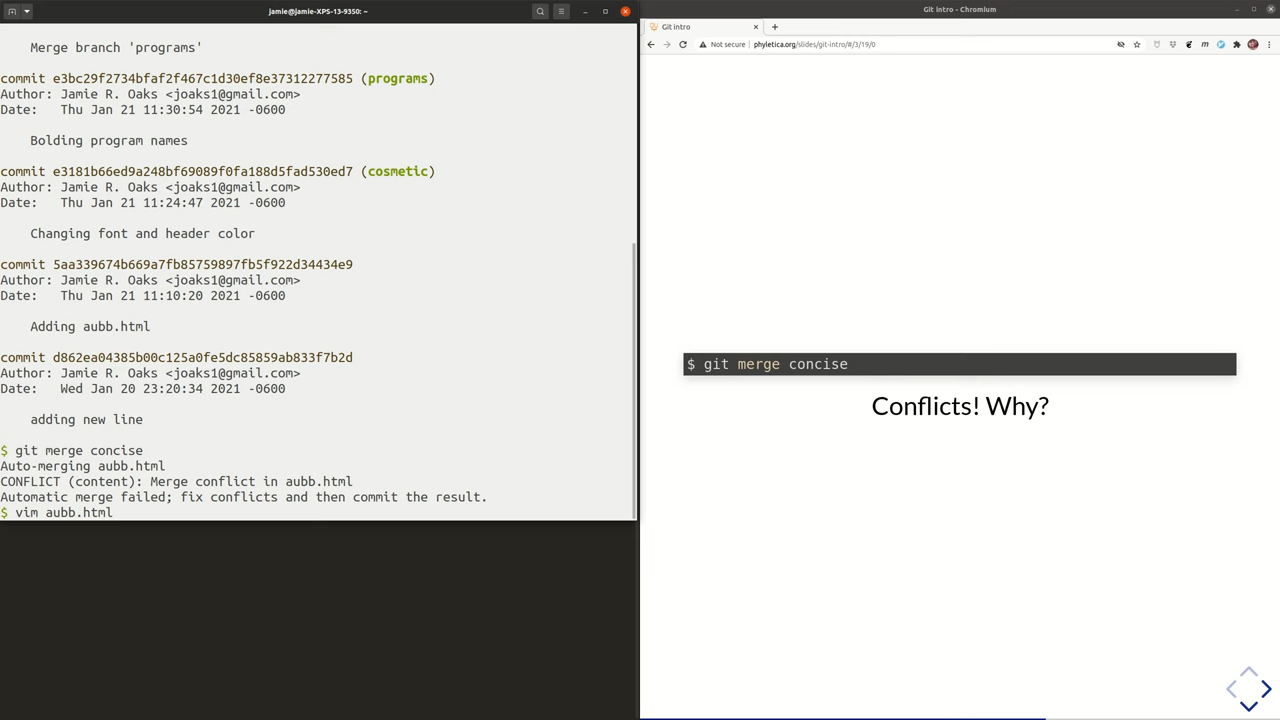 jamie@jamie-XPS-13-9350: ~
Merge branch 'programs'
commit e3bc29f2734bfaf2f467c1d30ef8e37312277585 (programs)
Author: Jamie R. Oaks <joaks1@gmail.com>
Date:   Thu Jan 21 11:30:54 2021 -0600
Bolding program names
commit e3181b66ed9a248bf69089f0fa188d5fad530ed7 (cosmetic)
Author: Jamie R. Oaks <joaks1@gmail.com>
Date:   Thu Jan 21 11:24:47 2021 -0600
Changing font and header color
commit 5aa339674b669a7fb85759897fb5f922d34434e9
Author: Jamie R. Oaks <joaks1@gmail.com>
Date:   Thu Jan 21 11:10:20 2021 -0600
Adding aubb.html
commit d862ea04385b00c125a0fe5dc85859ab833f7b2d
Author: Jamie R. Oaks <joaks1@gmail.com>
Date:   Wed Jan 20 23:20:34 2021 -0600
adding new line
$ git merge concise
Auto-merging aubb.html
CONFLICT (content): Merge conflict in aubb.html
Automatic merge failed; fix conflicts and then commit the result.
$ vim aubb.html
Git intro - Chromium
Git intro
Not secure | phyletica.org/slides/git-intro/#/3/19/0
$ git merge concise
Conflicts! Why?